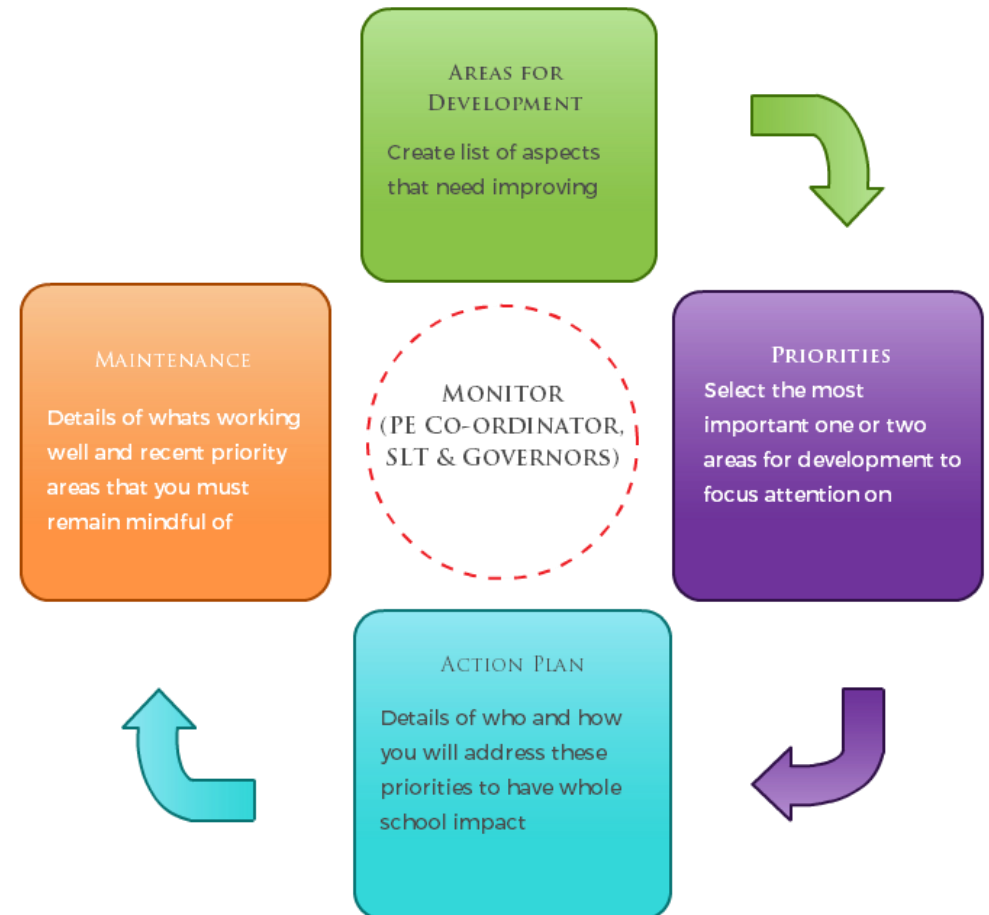 AREAS FOR
DEVELOPMENT
Create list of aspects
that need improving
PRIORITIES
Select the most
important one or two
areas for development to
focus attention on
ACTION PLAN
Details of who and how
you will address these
priorities to have whole
school impact
MAINTENANCE
Details of whats working
well and recent priority
areas that you must
remain mindful of
MONITOR
(PE CO-ORDINATOR,
SLT & GOVERNORS)